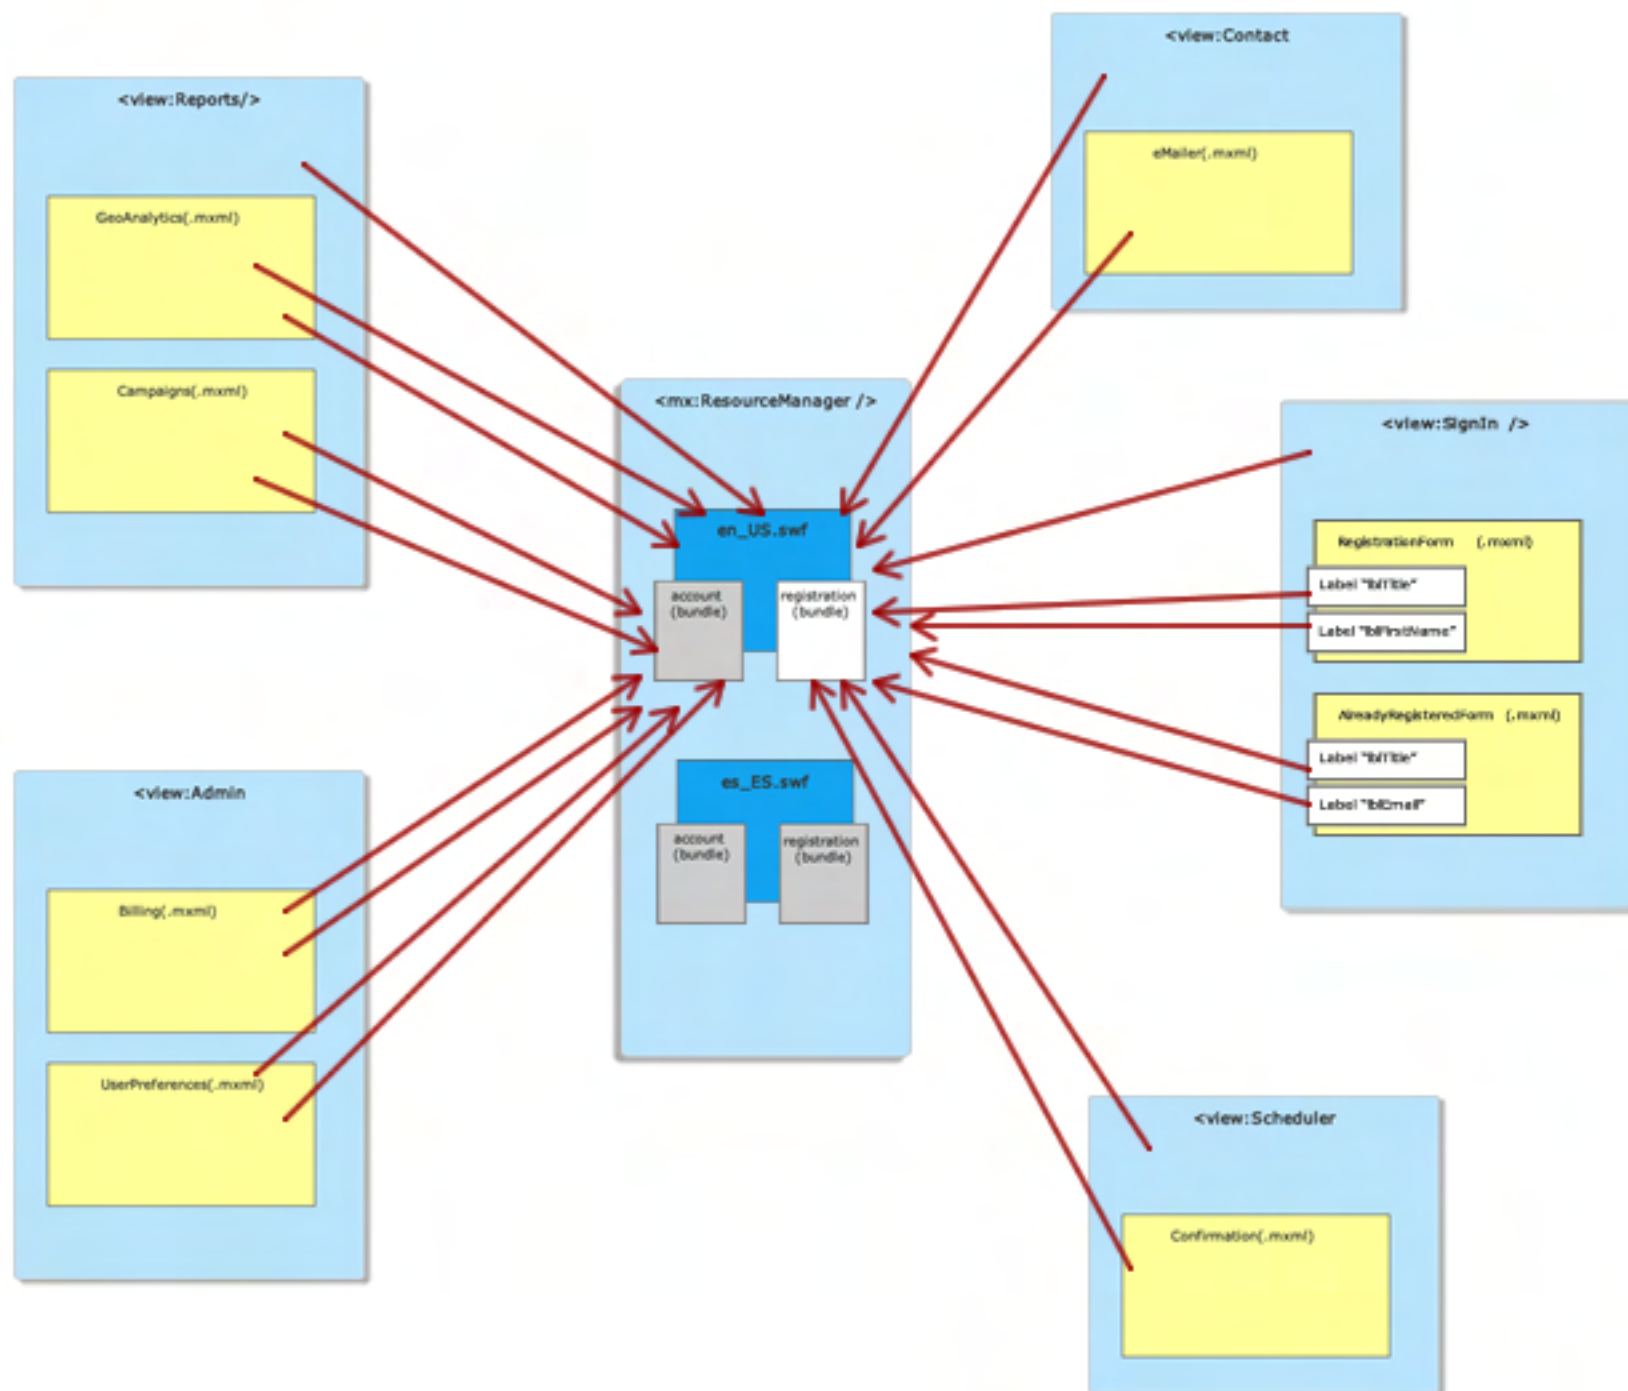 <view:Contact
eMailer(.mxml)
<view:Reports/>
GeoAnalytics(.mxml)
Campaigns(.mxml)
<mx:ResourceManager />
en_US.swf
account
(bundle)
registration
(bundle)
es_ES.swf
account
(bundle)
registration
(bundle)
<view:SignIn />
RegistrationForm (.mxml)
Label "lblTitle"
Label "lblFirstName"
AlreadyRegisteredForm (.mxml)
Label "lblTitle"
Label "lblEmail"
<view:Admin
Billing(.mxml)
UserPreferences(.mxml)
<view:Scheduler
Confirmation(.mxml)